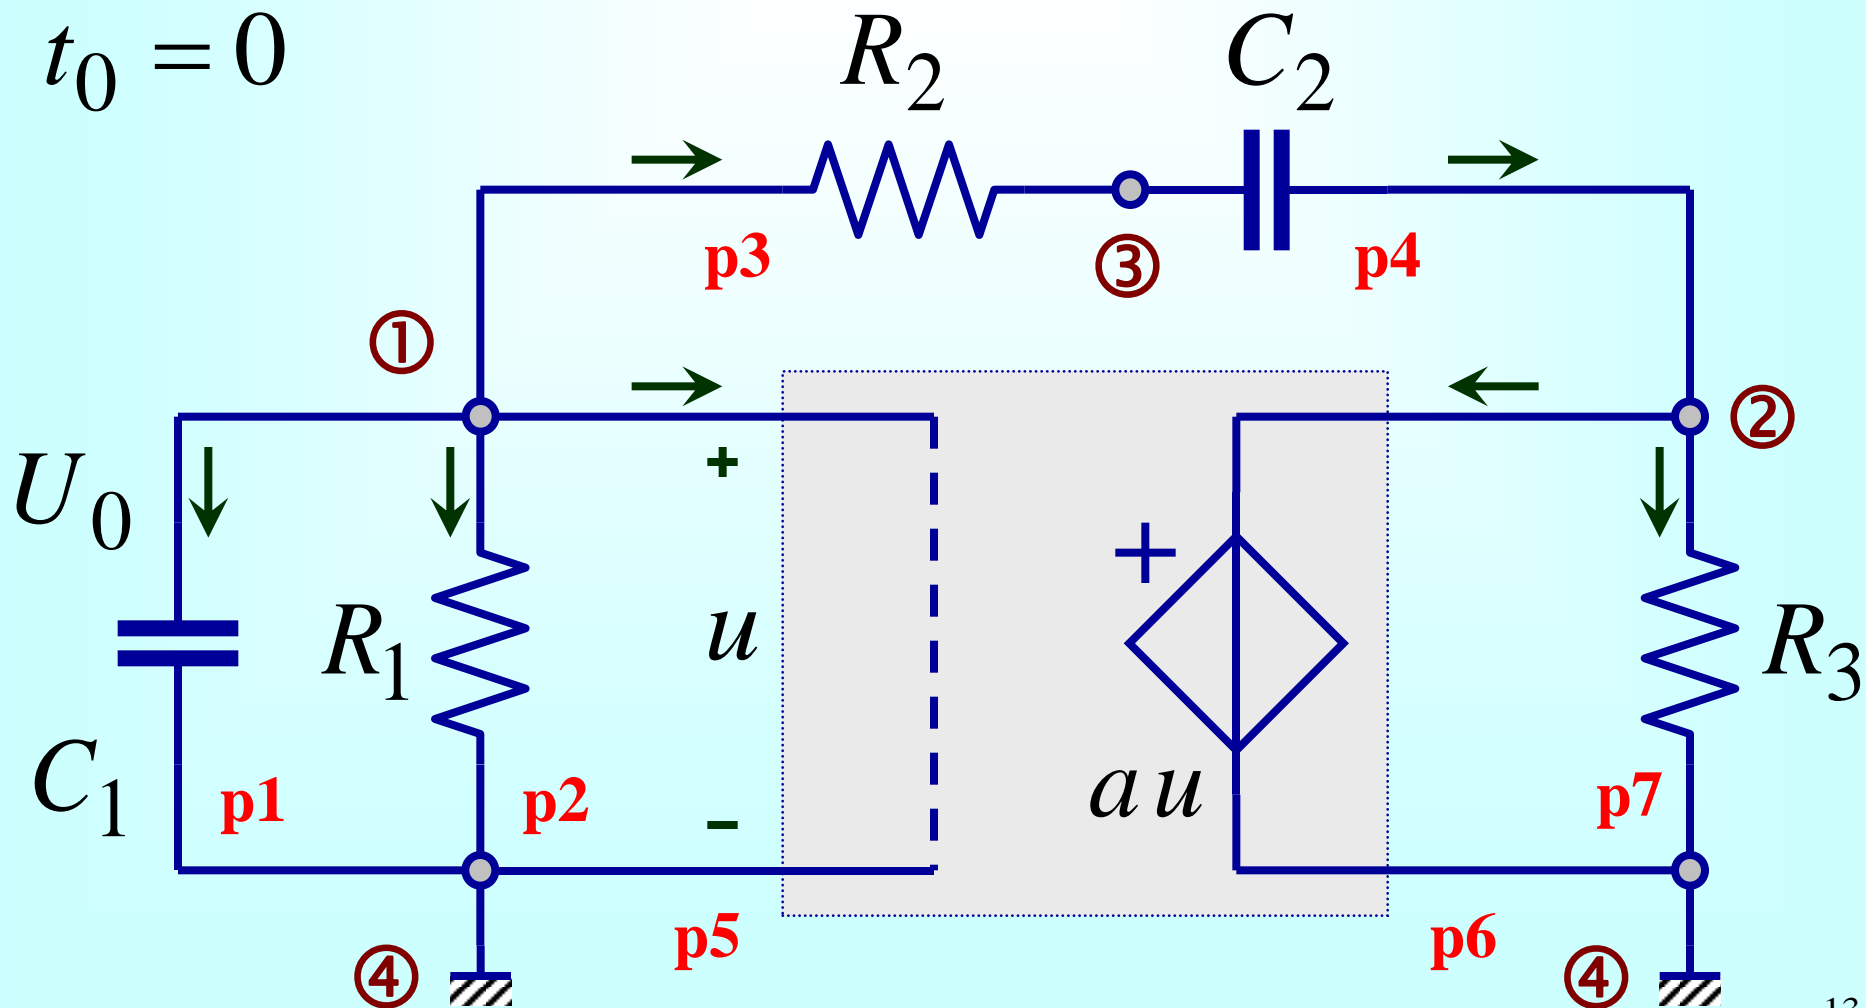 t₀ = 0
R₂
C₂
p3
③
p4
①
②
U₀
+
+
R₁
u
R₃
C₁
p1
p2
−
a u
p7
p5
p6
④
④